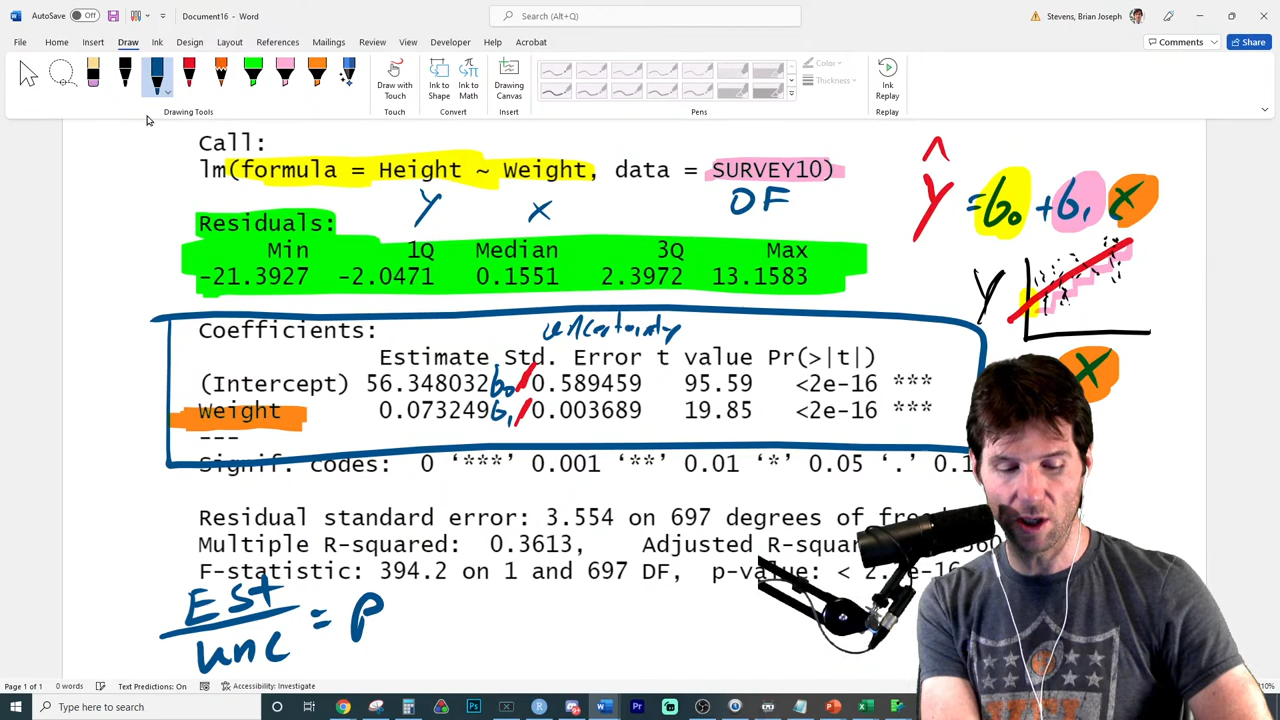 AutoSave Off Document16 - Word Search (Alt+Q) Stevens, Brian Joseph
File Home Insert Draw Ink Design Layout References Mailings Review View Developer Help Acrobat Comments Share
Draw with Touch Ink to Shape Ink to Math Drawing Canvas Color Thickness Ink Replay
Drawing Tools Touch Convert Insert Pens Replay
Call:
lm(formula = Height ~ Weight, data = SURVEY10)
Y X DF
ŷ = b₀ + b₁ X
Residuals:
Min 1Q Median 3Q Max
-21.3927 -2.0471 0.1551 2.3972 13.1583
Y
X
Coefficients: uncertainty
Estimate Std. Error t value Pr(>|t|)
(Intercept) 56.348032 b₀ / 0.589459 95.59 <2e-16 ***
Weight 0.073249 b₁ / 0.003689 19.85 <2e-16 ***
---
Signif. codes: 0 ‘***’ 0.001 ‘**’ 0.01 ‘*’ 0.05 ‘.’ 0.1
Residual standard error: 3.554 on 697 degrees of
Multiple R-squared: 0.3613, Adjusted
F-statistic: 394.2 on 1 and 697 DF, p-value: <
Est
unc
= P
Page 1 of 1 0 words Text Predictions: On Accessibility: Investigate
Type here to search